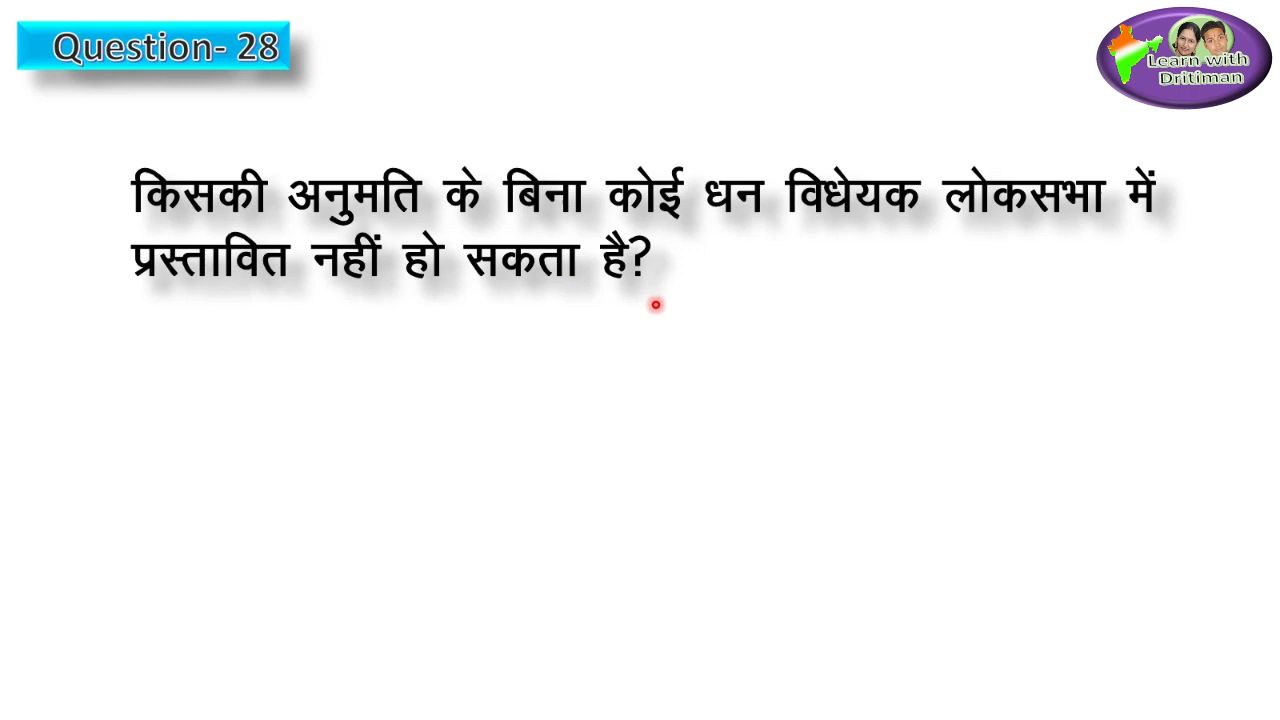 Question- 28
Learn with
Dritiman
किसकी अनुमति के बिना कोई धन विधेयक लोकसभा में
प्रस्तावित नहीं हो सकता है?